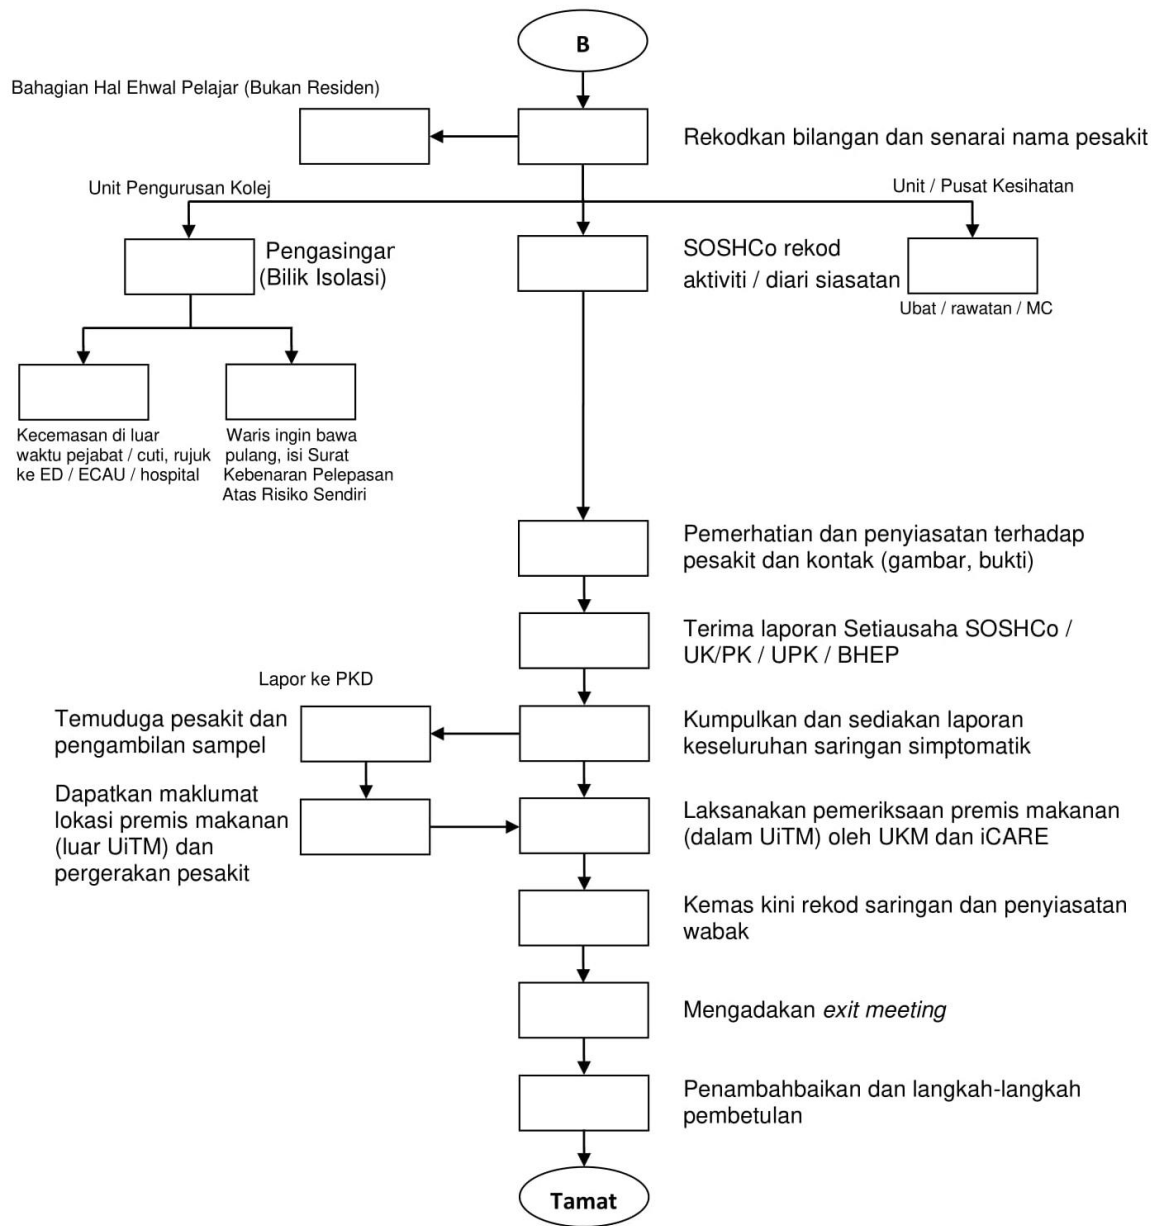 B
Bahagian Hal Ehwal Pelajar (Bukan Residen)
Rekodkan bilangan dan senarai nama pesakit
Unit Pengurusan Kolej
Unit / Pusat Kesihatan
Pengasingan
(Bilik Isolasi)
SOSHCo rekod
aktiviti / diari siasatan
Ubat / rawatan / MC
Kecemasan di luar
waktu pejabat / cuti, rujuk
ke ED / ECAU / hospital
Waris ingin bawa
pulang, isi Surat
Kebenaran Pelepasan
Atas Risiko Sendiri
Pemerhatian dan penyiasatan terhadap
pesakit dan kontak (gambar, bukti)
Terima laporan Setiausaha SOSHCo /
UK/PK / UPK / BHEP
Lapor ke PKD
Temuduga pesakit dan
pengambilan sampel
Kumpulkan dan sediakan laporan
keseluruhan saringan simptomatik
Dapatkan maklumat
lokasi premis makanan
(luar UiTM) dan
pergerakan pesakit
Laksanakan pemeriksaan premis makanan
(dalam UiTM) oleh UKM dan iCARE
Kemas kini rekod saringan dan penyiasatan
wabak
Mengadakan exit meeting
Penambahbaikan dan langkah-langkah
pembetulan
Tamat